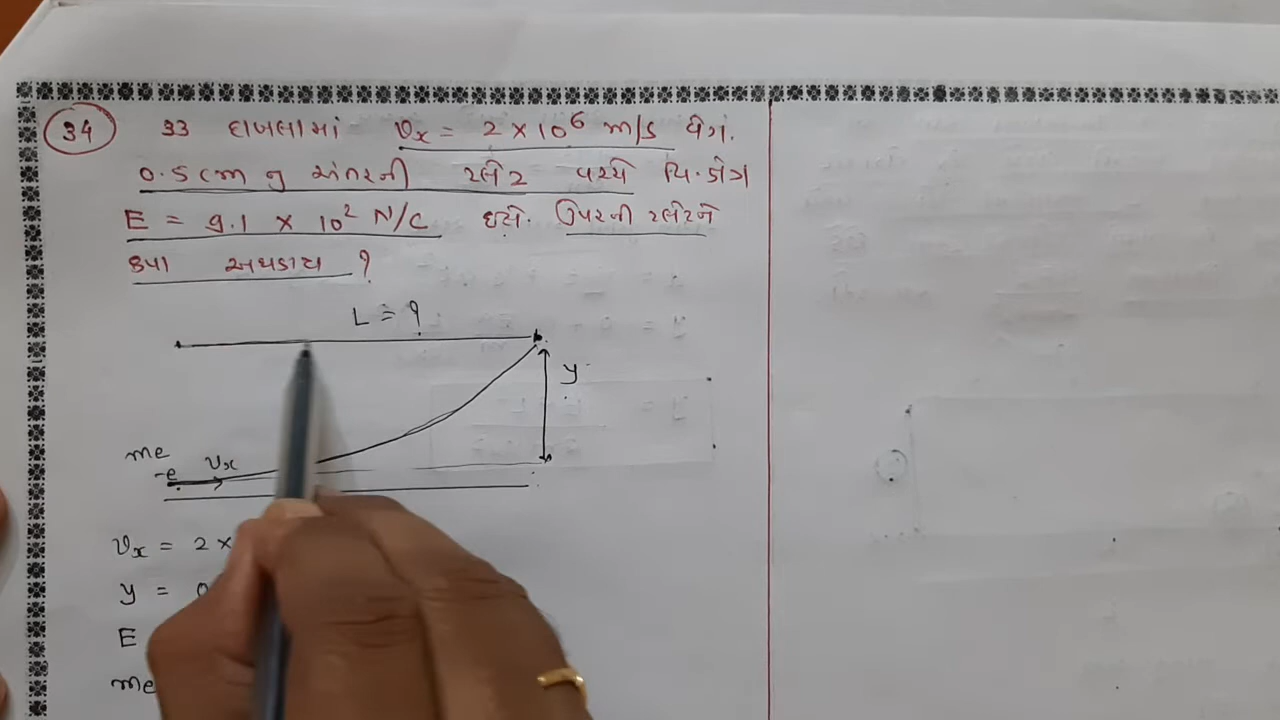 34 33 દાખલામાં vx = 2 × 10⁶ m/s વેગ.
0.5 cm નુ અંતરની પ્લેટ વચ્ચે વિ.ક્ષેત્ર
E = 9.1 × 10² N/C હશે. ઉપરની પ્લેટને
કયા અથડાય ?
L = ?
y
me
-e vx
vx = 2 ×
y = 0
E
me